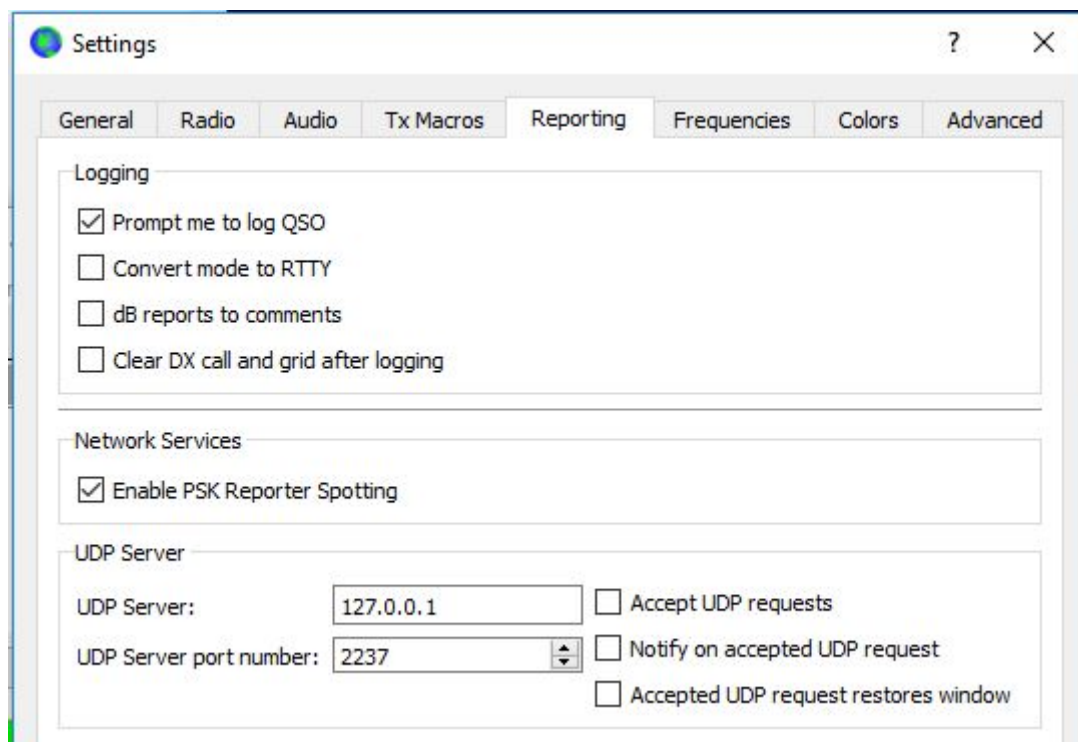 Settings
General Radio Audio Tx Macros Reporting Frequencies Colors Advanced
Logging
Prompt me to log QSO
Convert mode to RTTY
dB reports to comments
Clear DX call and grid after logging
Network Services
Enable PSK Reporter Spotting
UDP Server
UDP Server: 127.0.0.1 Accept UDP requests
UDP Server port number: 2237 Notify on accepted UDP request
Accepted UDP request restores window